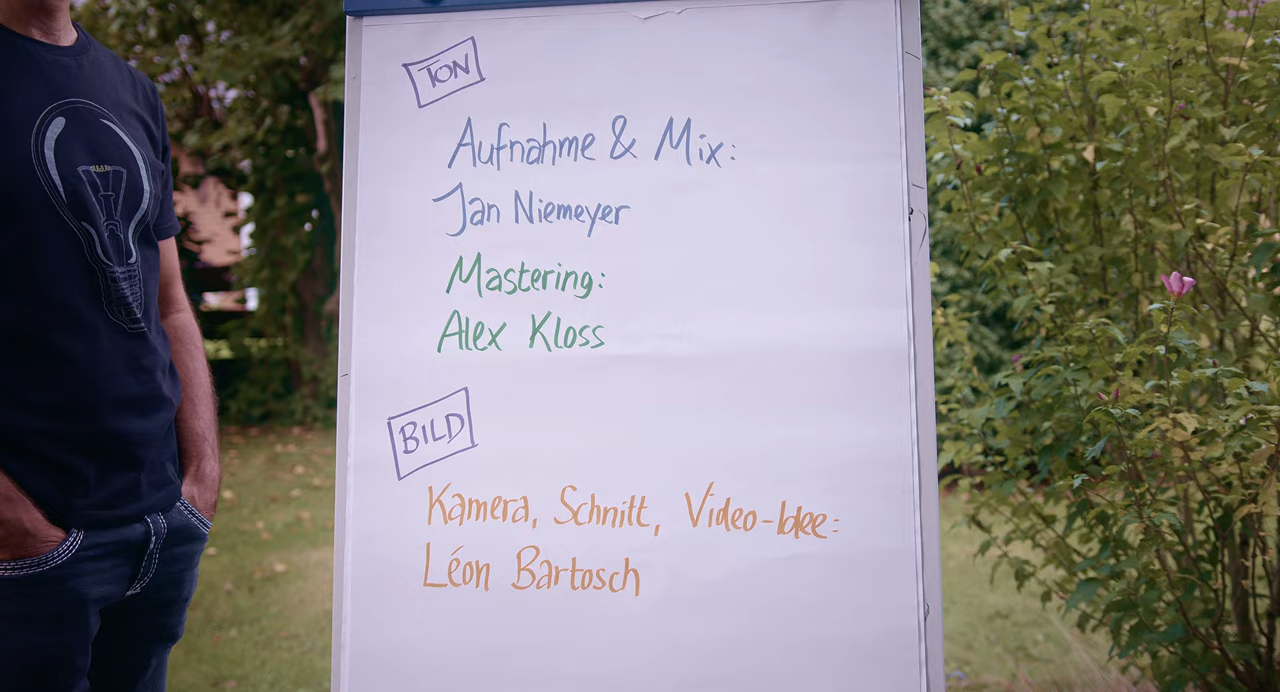 TON
Aufnahme & Mix:
Jan Niemeyer
Mastering:
Alex Kloss
BILD
Kamera, Schnitt, Video-Idee:
Léon Bartosch